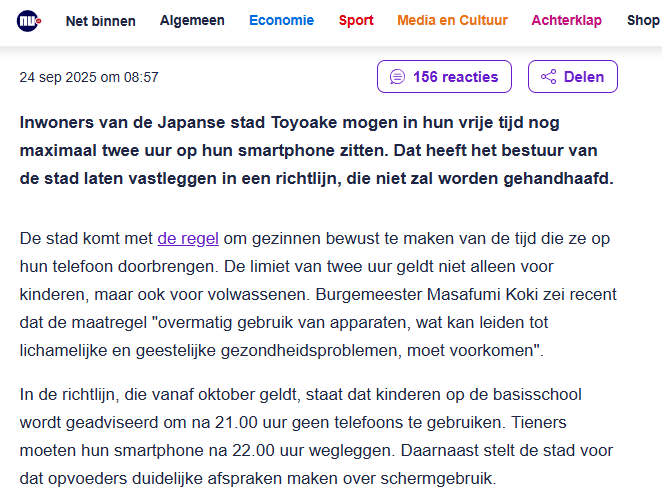 nu Net binnen Algemeen Economie Sport Media en Cultuur Achterklap Shop
24 sep 2025 om 08:57 156 reacties Delen
Inwoners van de Japanse stad Toyoake mogen in hun vrije tijd nog
maximaal twee uur op hun smartphone zitten. Dat heeft het bestuur van
de stad laten vastleggen in een richtlijn, die niet zal worden gehandhaafd.
De stad komt met de regel om gezinnen bewust te maken van de tijd die ze op
hun telefoon doorbrengen. De limiet van twee uur geldt niet alleen voor
kinderen, maar ook voor volwassenen. Burgemeester Masafumi Koki zei recent
dat de maatregel "overmatig gebruik van apparaten, wat kan leiden tot
lichamelijke en geestelijke gezondheidsproblemen, moet voorkomen".
In de richtlijn, die vanaf oktober geldt, staat dat kinderen op de basisschool
wordt geadviseerd om na 21.00 uur geen telefoons te gebruiken. Tieners
moeten hun smartphone na 22.00 uur wegleggen. Daarnaast stelt de stad voor
dat opvoeders duidelijke afspraken maken over schermgebruik.